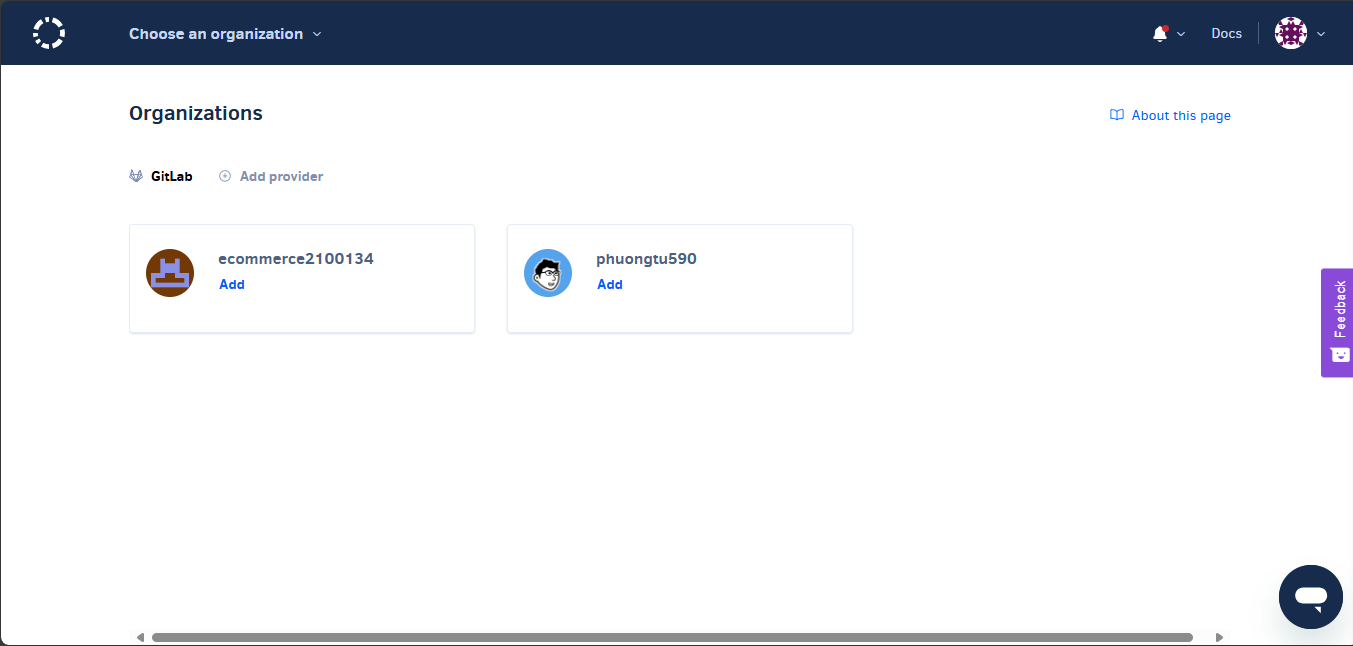 Choose an organization
Docs
Organizations
About this page
GitLab
Add provider
ecommerce2100134
Add
phuongtu590
Add
Feedback